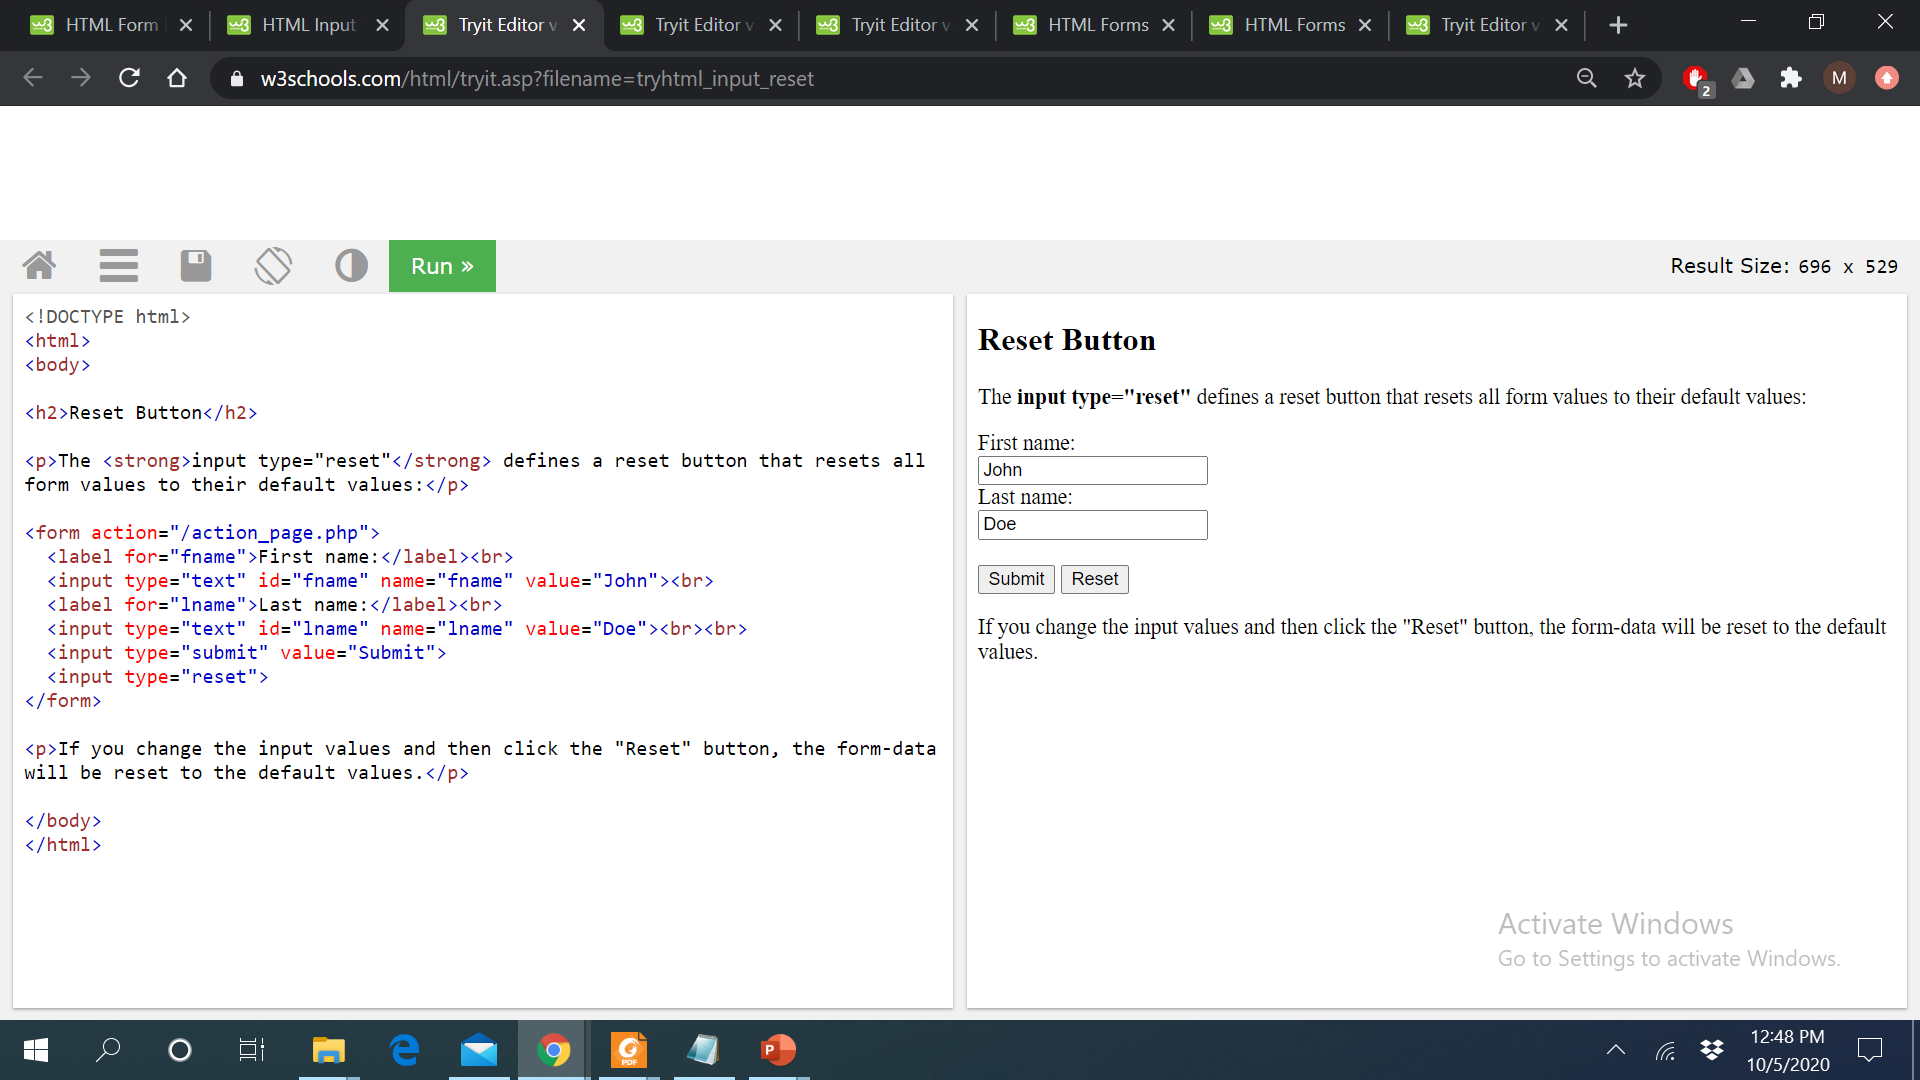 HTML Form
HTML Input
Tryit Editor v
Tryit Editor v
Tryit Editor v
HTML Forms
HTML Forms
Tryit Editor v
w3schools.com/html/tryit.asp?filename=tryhtml_input_reset
2
M
Run »
Result Size: 696 x 529
<!DOCTYPE html>
<html>
<body>
<h2>Reset Button</h2>
<p>The <strong>input type="reset"</strong> defines a reset button that resets all
form values to their default values:</p>
<form action="/action_page.php">
<label for="fname">First name:</label><br>
<input type="text" id="fname" name="fname" value="John"><br>
<label for="lname">Last name:</label><br>
<input type="text" id="lname" name="lname" value="Doe"><br><br>
<input type="submit" value="Submit">
<input type="reset">
</form>
<p>If you change the input values and then click the "Reset" button, the form-data
will be reset to the default values.</p>
</body>
</html>
Reset Button
The input type="reset" defines a reset button that resets all form values to their default values:
First name:
John
Last name:
Doe
Submit Reset
If you change the input values and then click the "Reset" button, the form-data will be reset to the default
values.
Activate Windows
Go to Settings to activate Windows.
PDF
P
12:48 PM
10/5/2020